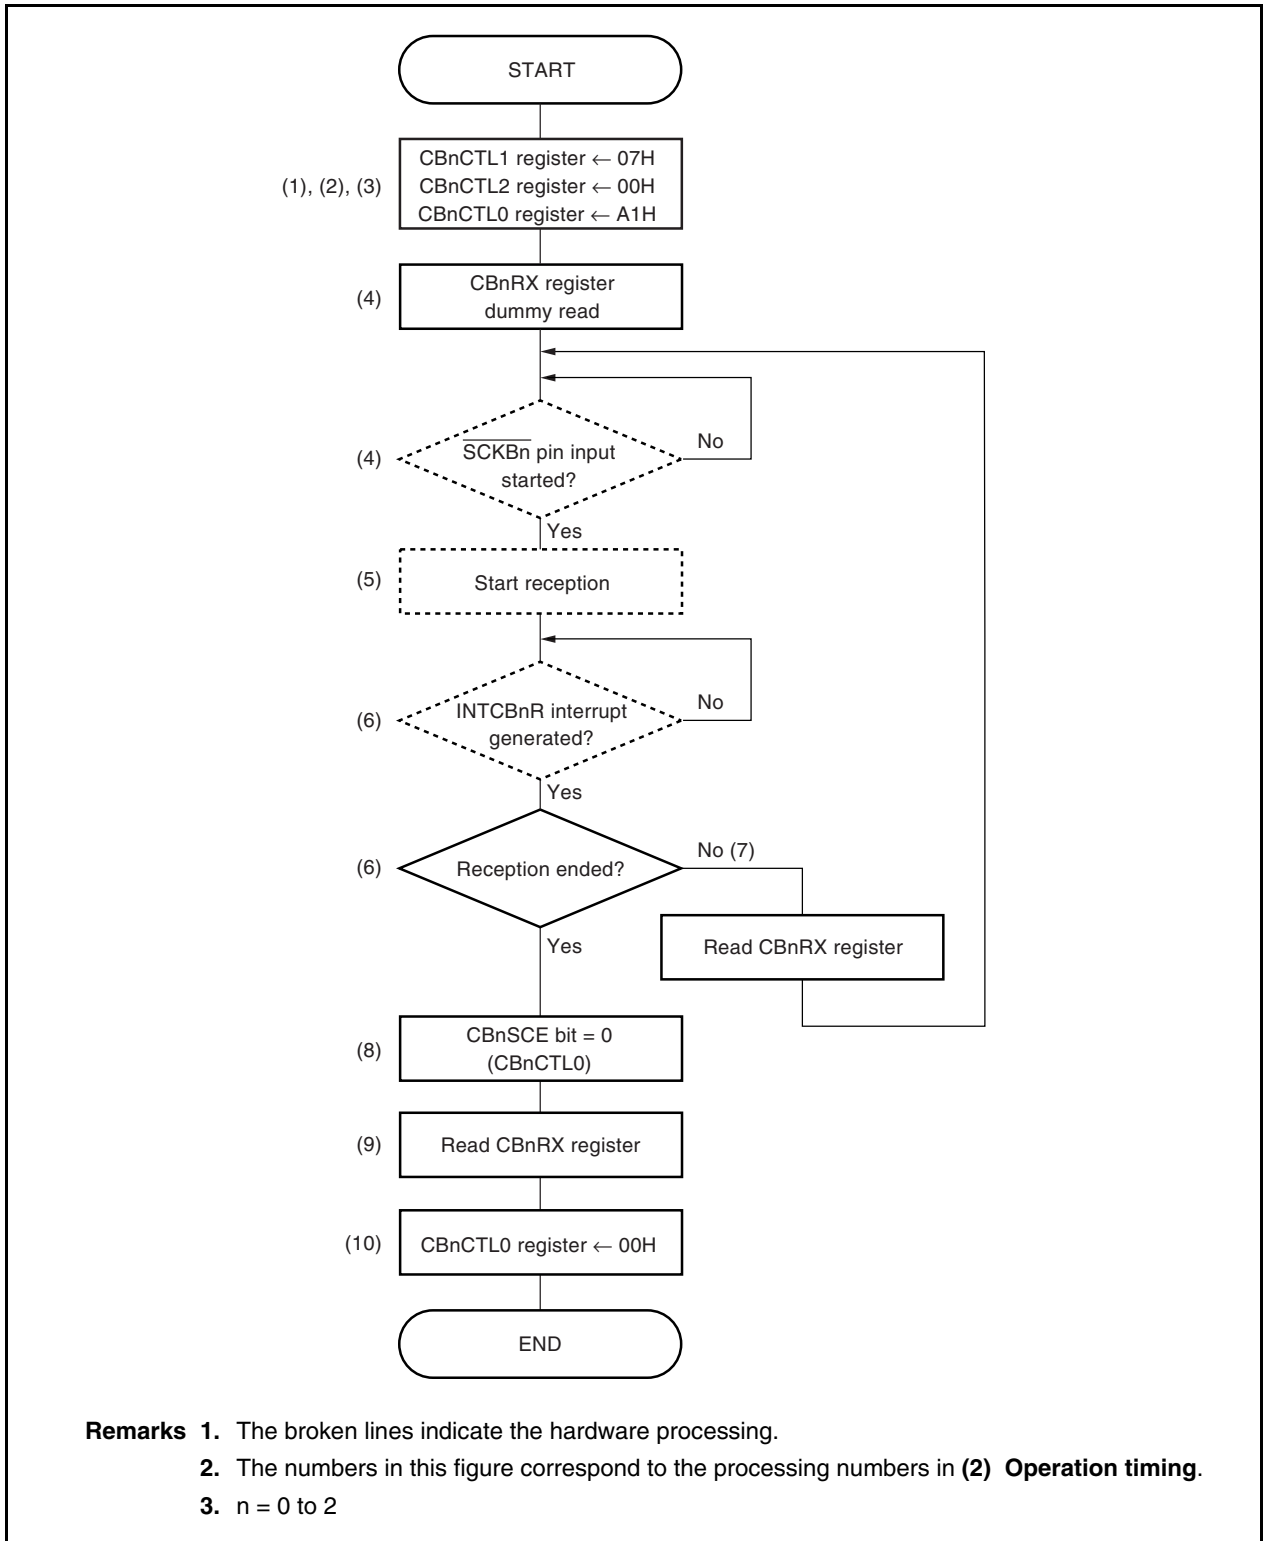 START
(1), (2), (3)
CBnCTL1 register ← 07H
CBnCTL2 register ← 00H
CBnCTL0 register ← A1H
(4)
CBnRX register
dummy read
(4)
SCKBn pin input
started?
No
Yes
(5)
Start reception
(6)
INTCBnR interrupt
generated?
No
Yes
(6)
Reception ended?
No (7)
Read CBnRX register
Yes
(8)
CBnSCE bit = 0
(CBnCTL0)
(9)
Read CBnRX register
(10)
CBnCTL0 register ← 00H
END
Remarks 1. The broken lines indicate the hardware processing.
2. The numbers in this figure correspond to the processing numbers in (2) Operation timing.
3. n = 0 to 2